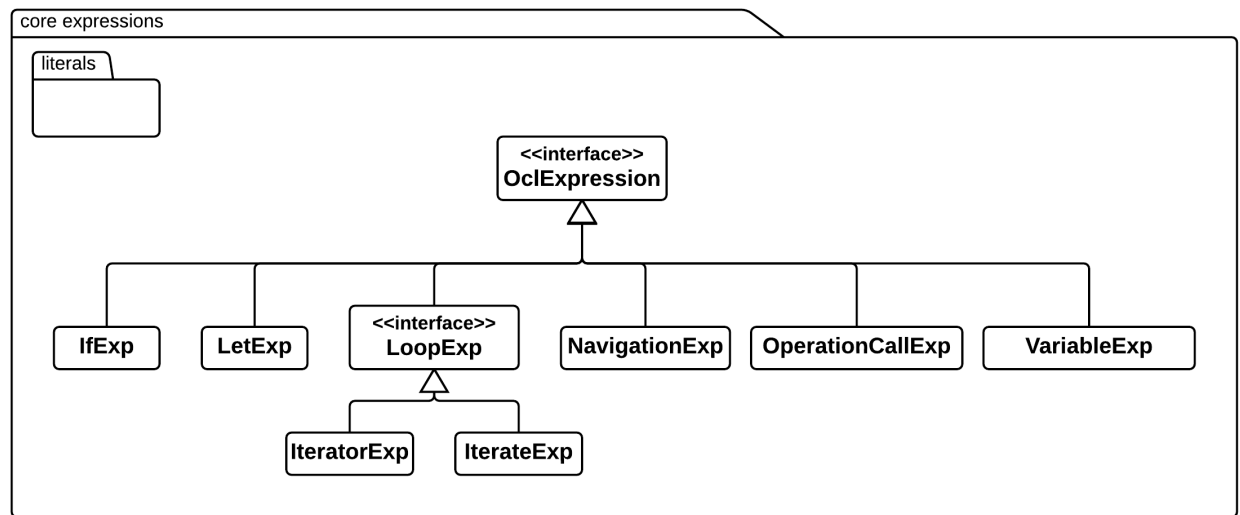 core expressions
literals
<<interface>>
OclExpression
IfExp
LetExp
<<interface>>
LoopExp
NavigationExp
OperationCallExp
VariableExp
IteratorExp
IterateExp